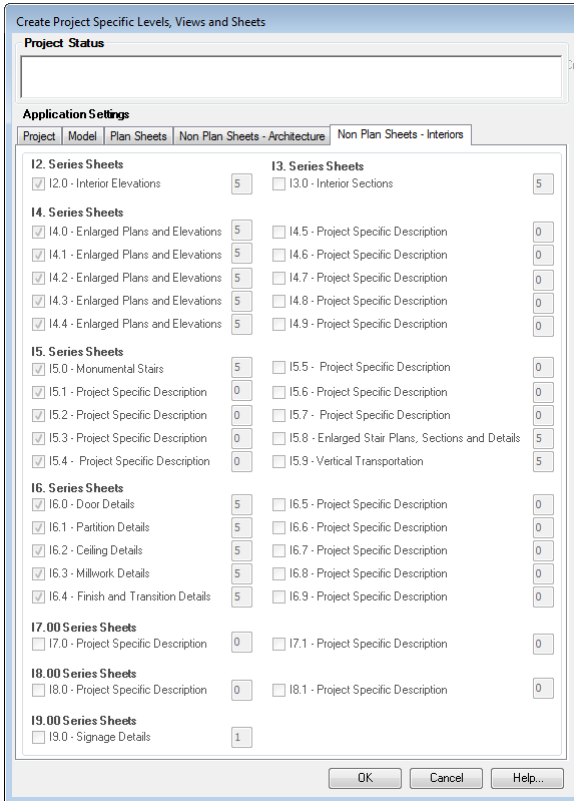 Create Project Specific Levels, Views and Sheets
Project Status
Application Settings
Project Model Plan Sheets Non Plan Sheets - Architecture Non Plan Sheets - Interiors
I2. Series Sheets I3. Series Sheets
I2.0 - Interior Elevations 5 I3.0 - Interior Sections 5
I4. Series Sheets
I4.0 - Enlarged Plans and Elevations 5 I4.5 - Project Specific Description 0
I4.1 - Enlarged Plans and Elevations 5 I4.6 - Project Specific Description 0
I4.2 - Enlarged Plans and Elevations 5 I4.7 - Project Specific Description 0
I4.3 - Enlarged Plans and Elevations 5 I4.8 - Project Specific Description 0
I4.4 - Enlarged Plans and Elevations 5 I4.9 - Project Specific Description 0
I5. Series Sheets
I5.0 - Monumental Stairs 5 I5.5 - Project Specific Description 0
I5.1 - Project Specific Description 0 I5.6 - Project Specific Description 0
I5.2 - Project Specific Description 0 I5.7 - Project Specific Description 0
I5.3 - Project Specific Description 0 I5.8 - Enlarged Stair Plans, Sections and Details 5
I5.4 - Project Specific Description 0 I5.9 - Vertical Transportation 5
I6. Series Sheets
I6.0 - Door Details 5 I6.5 - Project Specific Description 0
I6.1 - Partition Details 5 I6.6 - Project Specific Description 0
I6.2 - Ceiling Details 5 I6.7 - Project Specific Description 0
I6.3 - Millwork Details 5 I6.8 - Project Specific Description 0
I6.4 - Finish and Transition Details 5 I6.9 - Project Specific Description 0
I7.00 Series Sheets
I7.0 - Project Specific Description 0 I7.1 - Project Specific Description 0
I8.00 Series Sheets
I8.0 - Project Specific Description 0 I8.1 - Project Specific Description 0
I9.00 Series Sheets
I9.0 - Signage Details 1
OK Cancel Help...